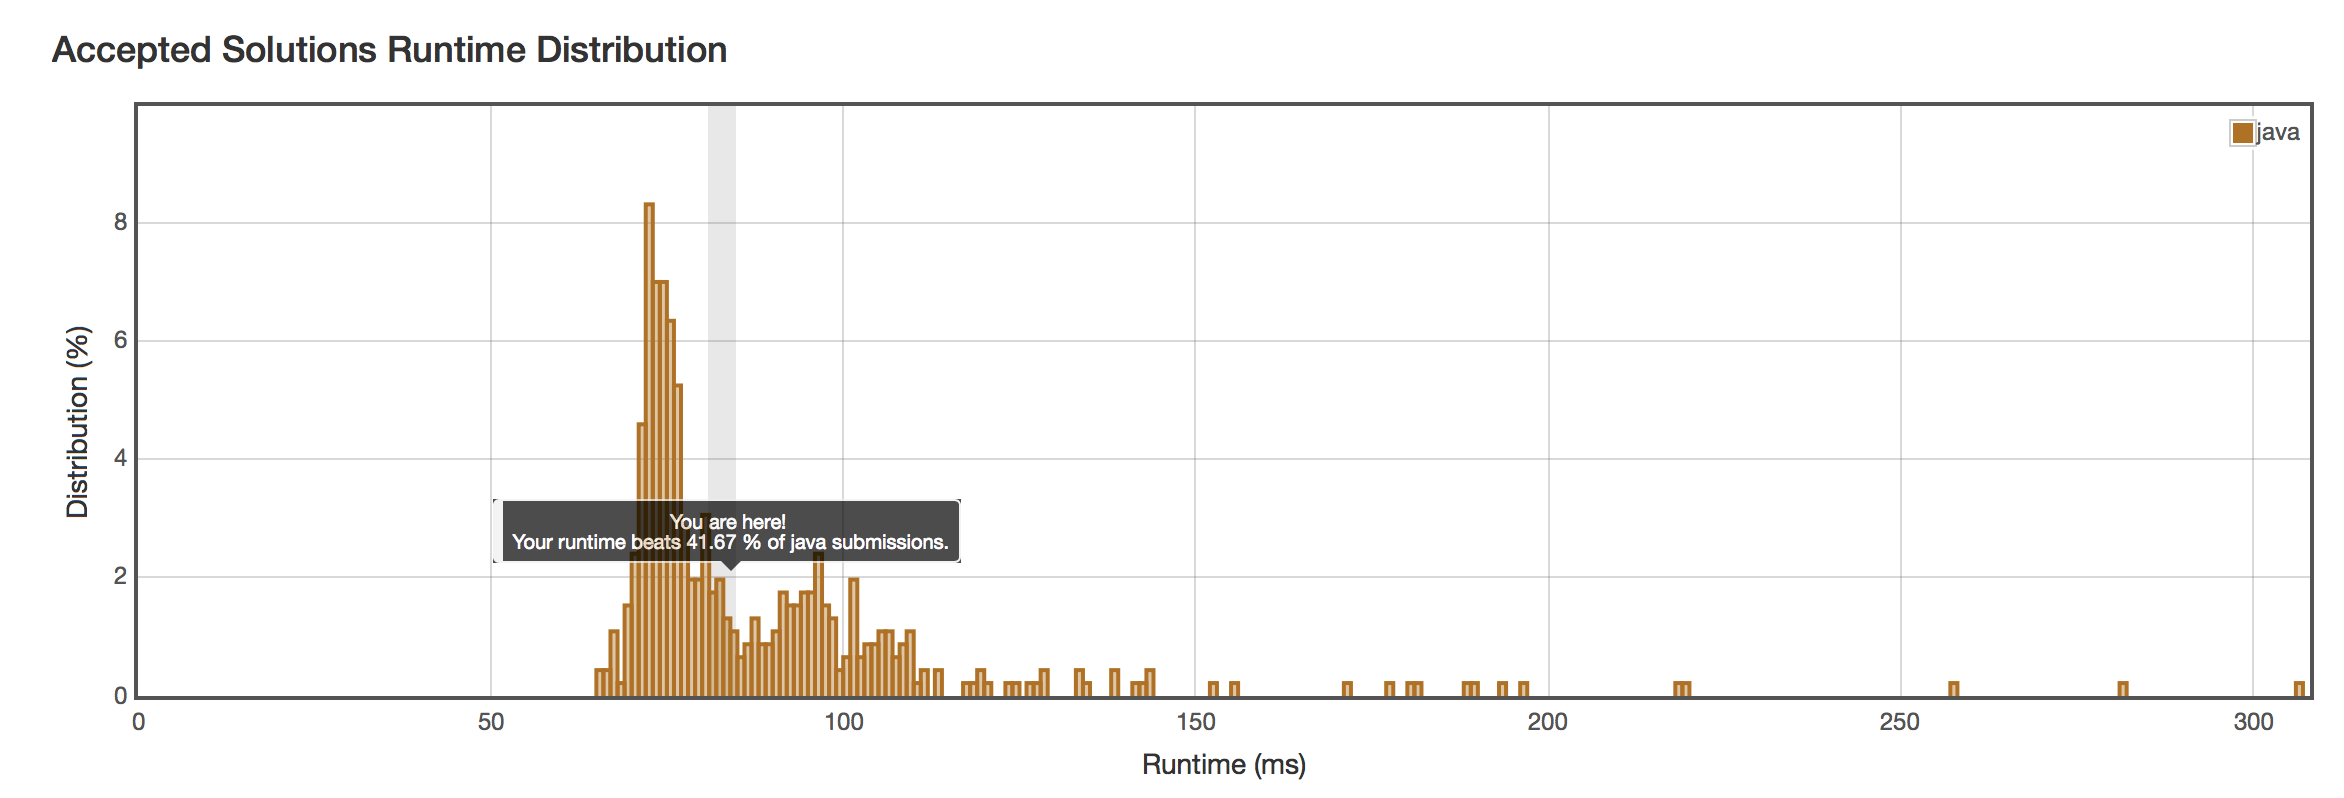 Accepted Solutions Runtime Distribution
java
8
6
4
2
0
Distribution (%)
You are here!
Your runtime beats 41.67 % of java submissions.
0 50 100 150 200 250 300
Runtime (ms)